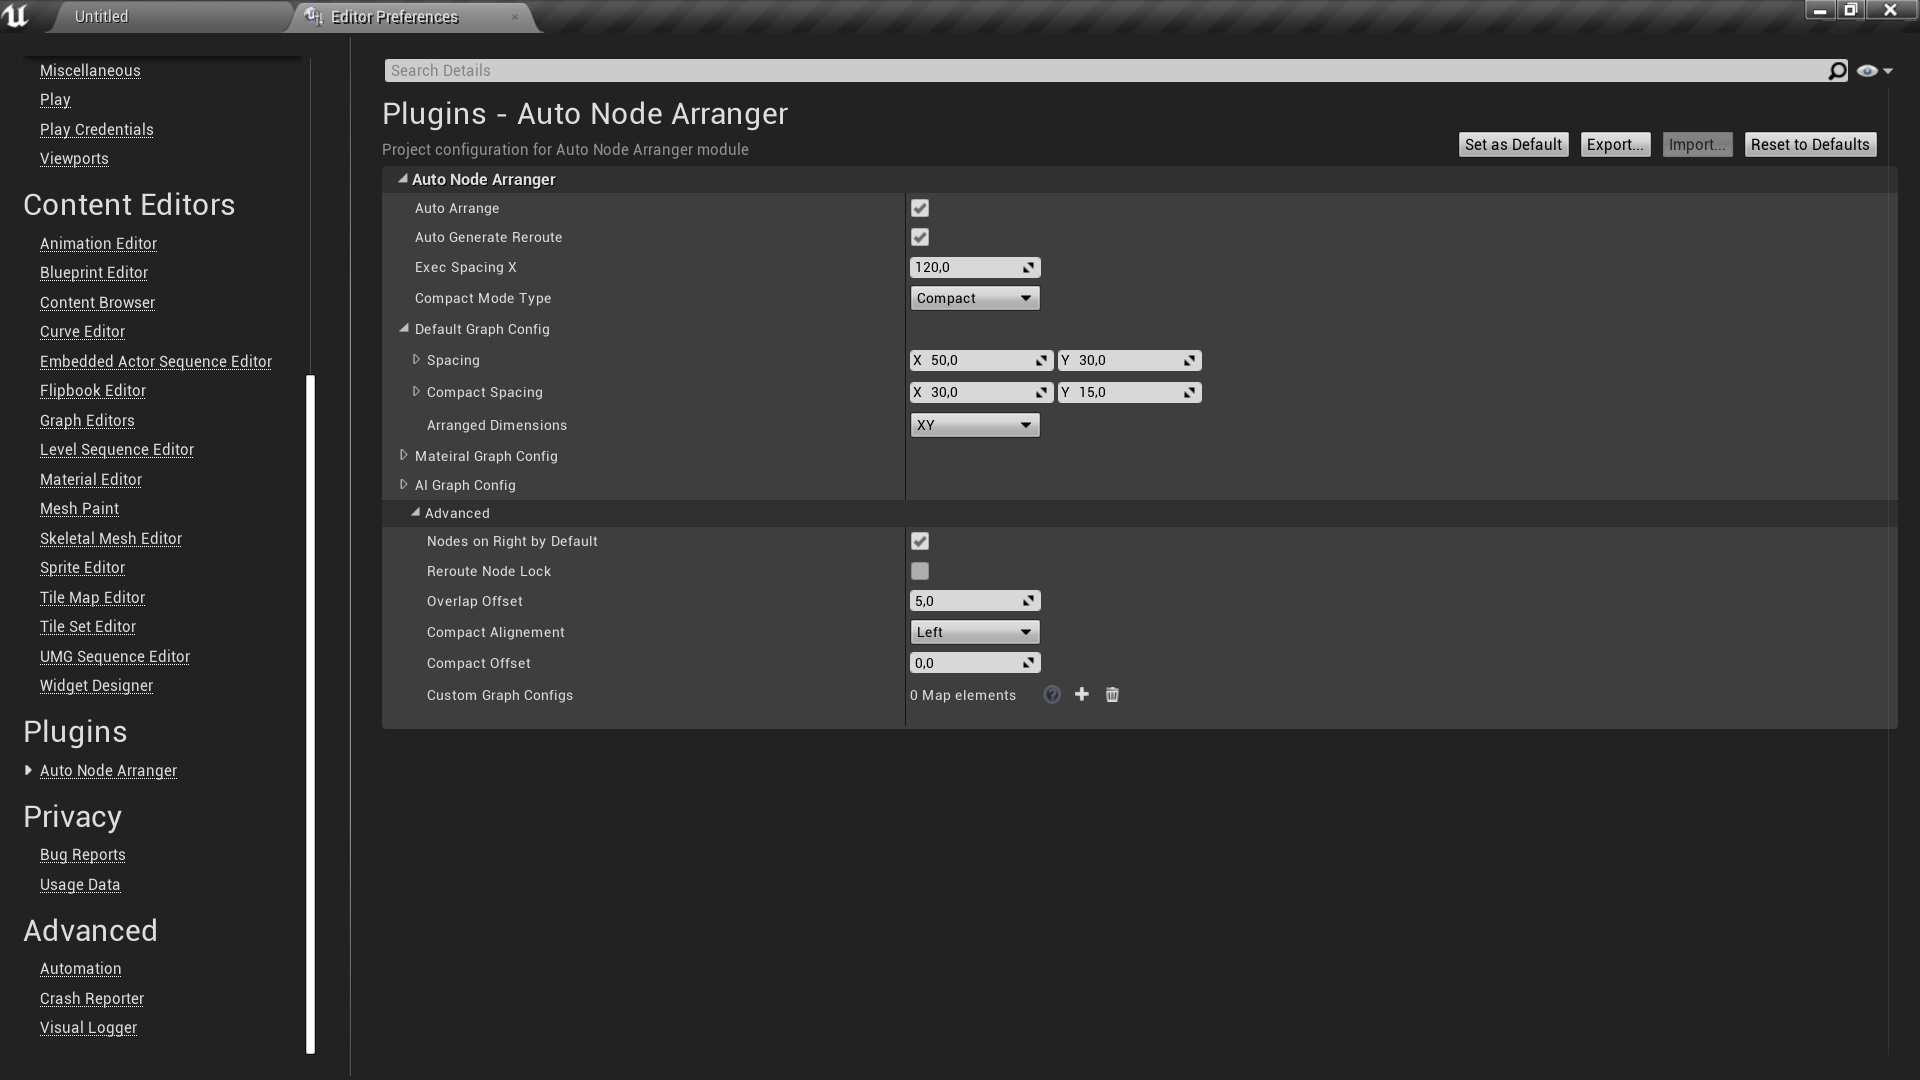 Untitled
Editor Preferences
Miscellaneous
Play
Play Credentials
Viewports
Content Editors
Animation Editor
Blueprint Editor
Content Browser
Curve Editor
Embedded Actor Sequence Editor
Flipbook Editor
Graph Editors
Level Sequence Editor
Material Editor
Mesh Paint
Skeletal Mesh Editor
Sprite Editor
Tile Map Editor
Tile Set Editor
UMG Sequence Editor
Widget Designer
Plugins
Auto Node Arranger
Privacy
Bug Reports
Usage Data
Advanced
Automation
Crash Reporter
Visual Logger
Search Details
Plugins - Auto Node Arranger
Project configuration for Auto Node Arranger module
Set as Default Export... Import... Reset to Defaults
Auto Node Arranger
Auto Arrange
Auto Generate Reroute
Exec Spacing X 120,0
Compact Mode Type Compact
Default Graph Config
Spacing X 50,0 Y 30,0
Compact Spacing X 30,0 Y 15,0
Arranged Dimensions XY
Mateiral Graph Config
AI Graph Config
Advanced
Nodes on Right by Default
Reroute Node Lock
Overlap Offset 5,0
Compact Alignement Left
Compact Offset 0,0
Custom Graph Configs 0 Map elements ?